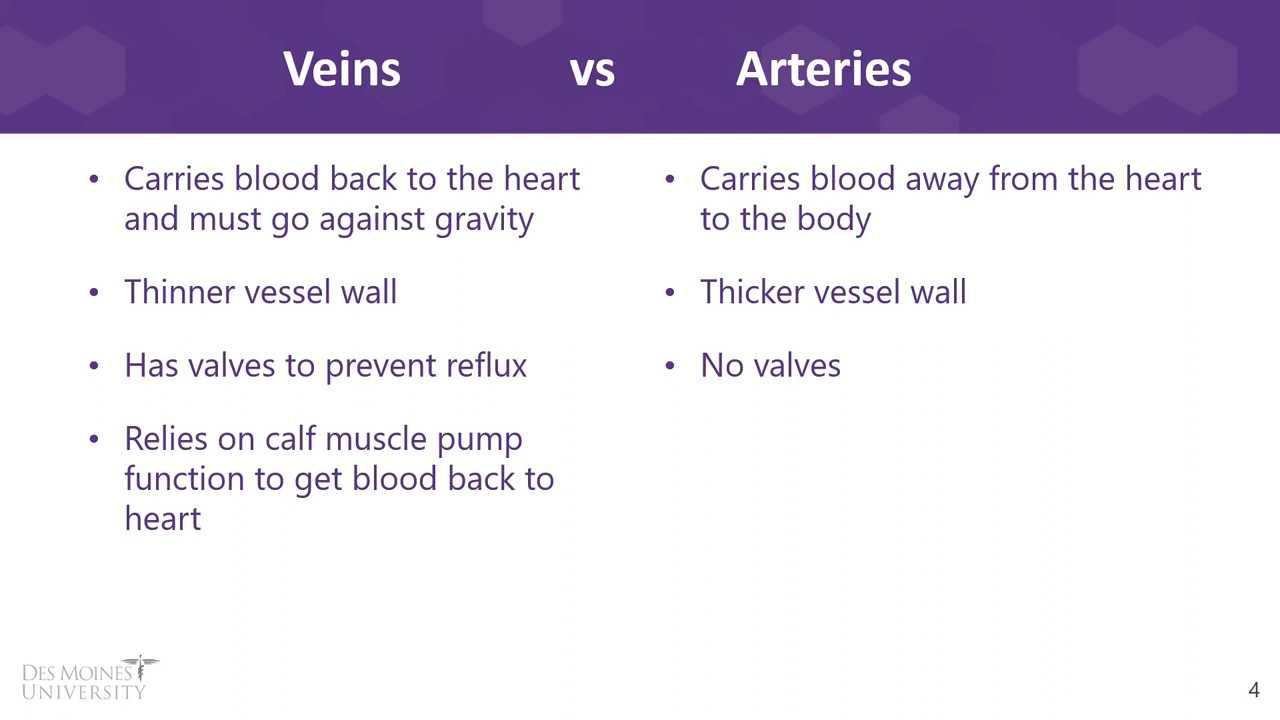 Veins vs Arteries
• Carries blood back to the heart
and must go against gravity
• Thinner vessel wall
• Has valves to prevent reflux
• Relies on calf muscle pump
function to get blood back to
heart
• Carries blood away from the heart
to the body
• Thicker vessel wall
• No valves
DES MOINES
UNIVERSITY
4